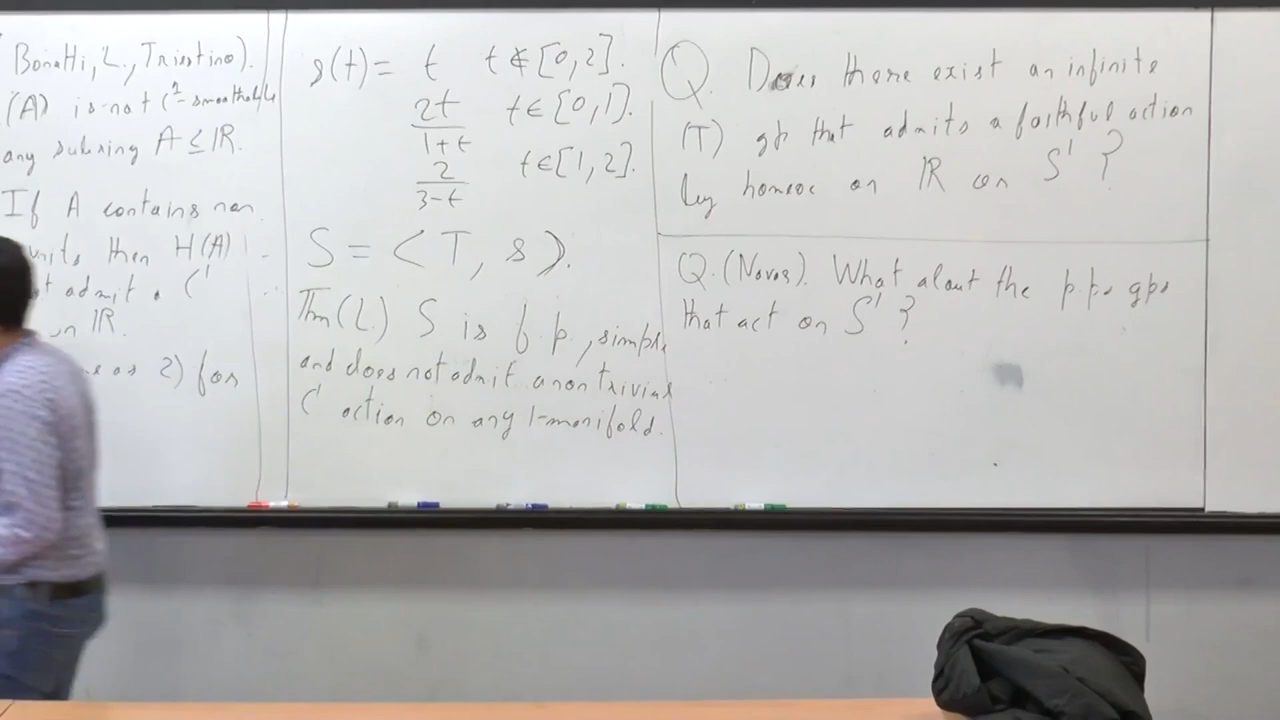 Bonatti, L., Triestino).
(A) is not C²-smoothable
any subring A ≤ ℝ.
If A contains non
units then H(A)
t admit a C¹
on ℝ.
as 2) for
s(t) = t t ∉ [0,2].
2t/(1+t) t ∈ [0,1].
2/(3-t) t ∈ [1,2].
S = ⟨T, s⟩.
Thm (L.) S is f.p., simple
and does not admit a nontrivial
C¹ action on any 1-manifold.
Q. Does there exist an infinite
(T) gp that admits a faithful action
by homeo on ℝ or S¹?
Q. (Navas). What about the p.p. gps
that act on S¹?